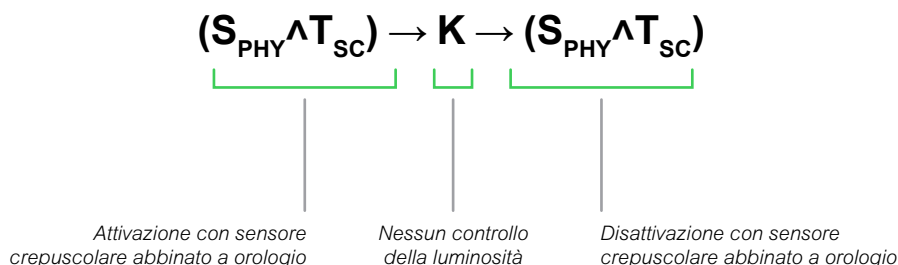 (S_PHY ∧ T_SC) → K → (S_PHY ∧ T_SC)
Attivazione con sensore
crepuscolare abbinato a orologio
Nessun controllo
della luminosità
Disattivazione con sensore
crepuscolare abbinato a orologio